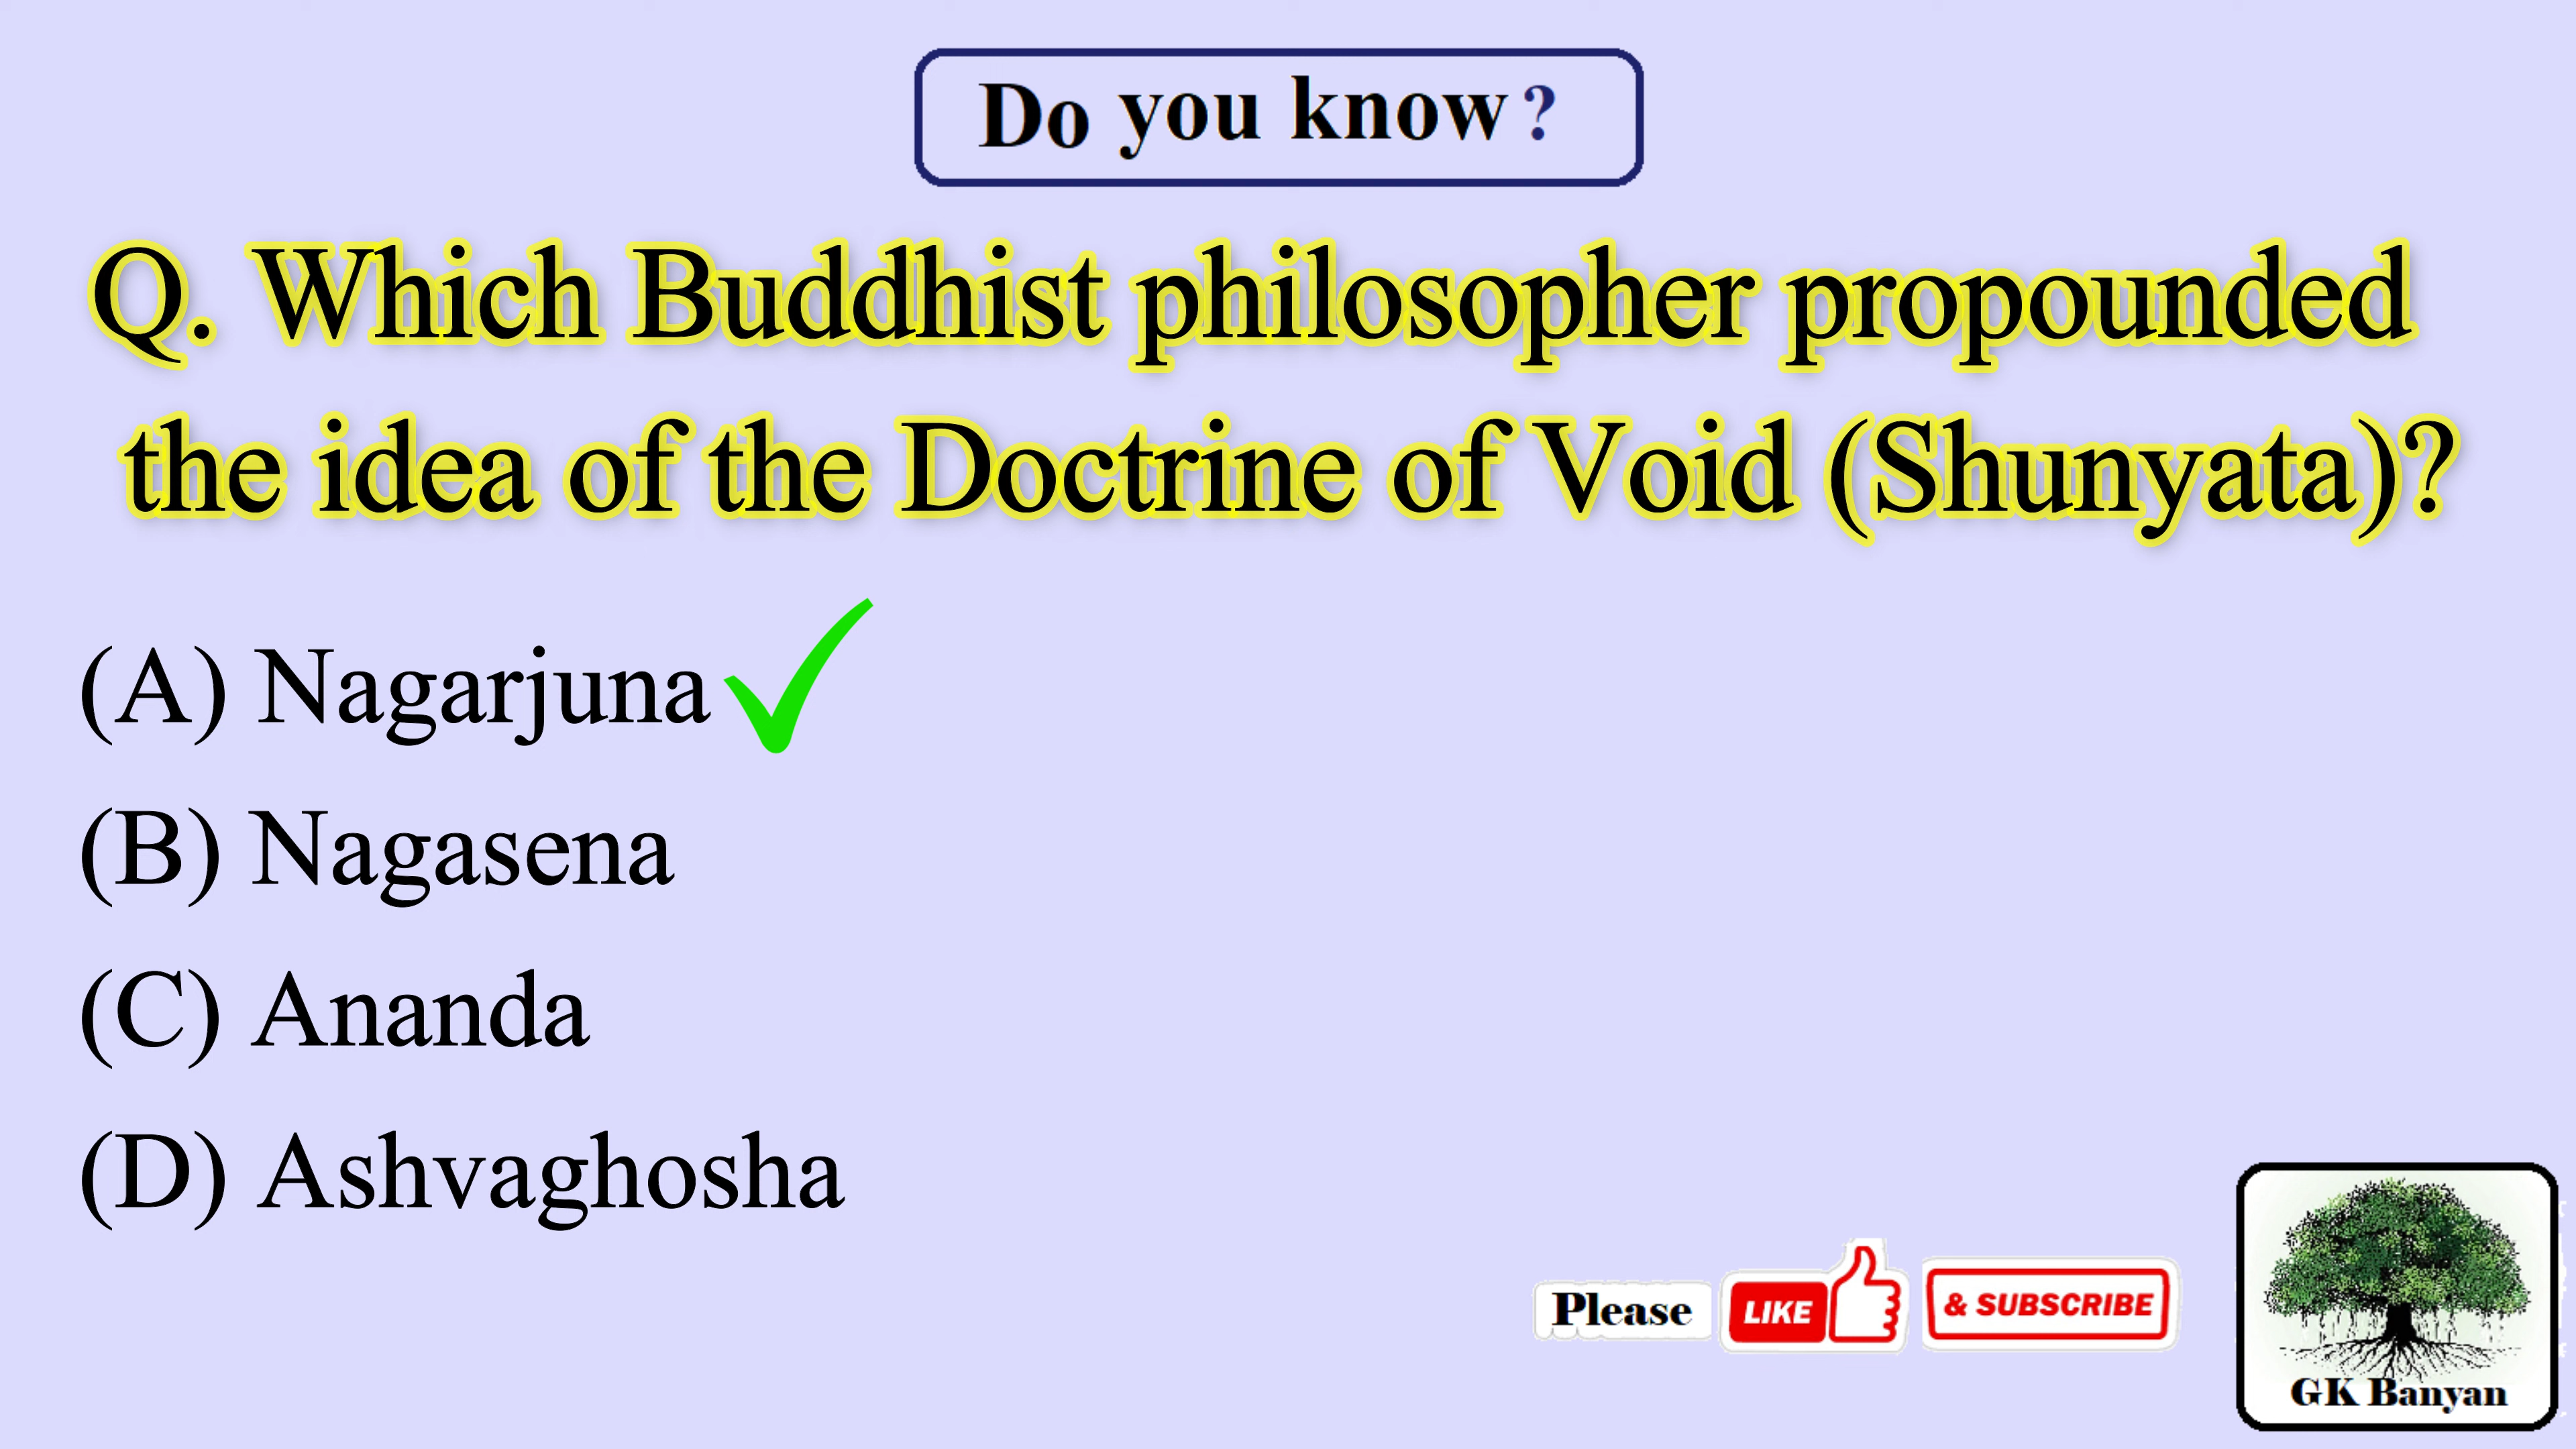 Do you know?
Q. Which Buddhist philosopher propounded
the idea of the Doctrine of Void (Shunyata)?
(A) Nagarjuna
(B) Nagasena
(C) Ananda
(D) Ashvaghosha
Please LIKE & SUBSCRIBE
GK Banyan